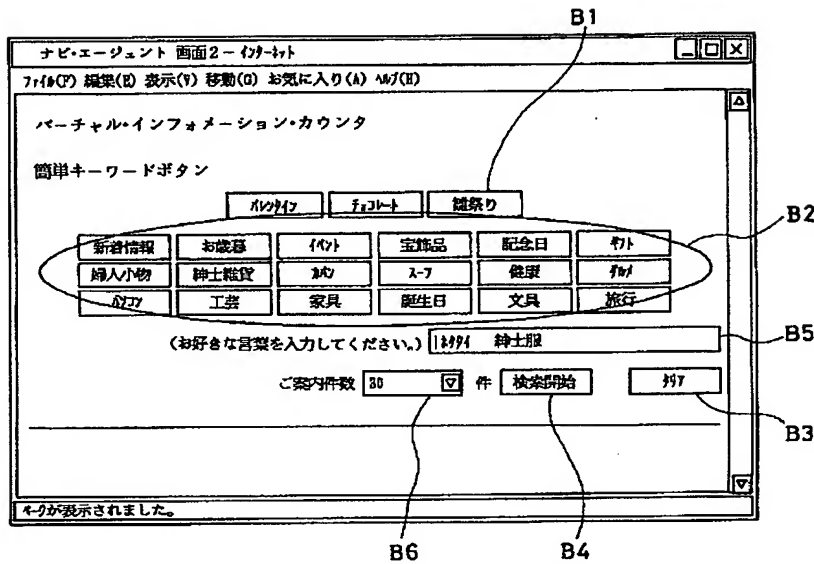 B1
ナビ・エージェント 画面2 − インターネット
ファイル(F) 編集(E) 表示(V) 移動(G) お気に入り(A) ヘルプ(H)
バーチャル・インフォメーション・カウンタ
簡単キーワードボタン
バレンタイン チョコレート 雛祭り
B2
新着情報 お歳暮 イベント 宝飾品 記念日 ギフト
婦人小物 紳士雑貨 カバン スーツ 健康 グルメ
パソコン 工芸 家具 誕生日 文具 旅行
(お好きな言葉を入力してください。) ネクタイ 紳士服
B5
ご案内件数 30 件 検索開始 クリア
B3
ページが表示されました。
B6 B4